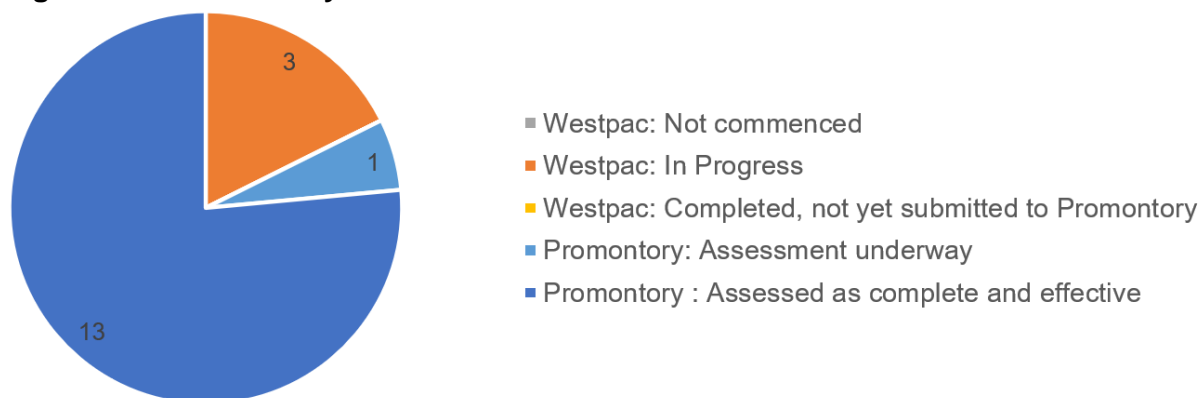 3
1
13
Westpac: Not commenced
Westpac: In Progress
Westpac: Completed, not yet submitted to Promontory
Promontory: Assessment underway
Promontory : Assessed as complete and effective